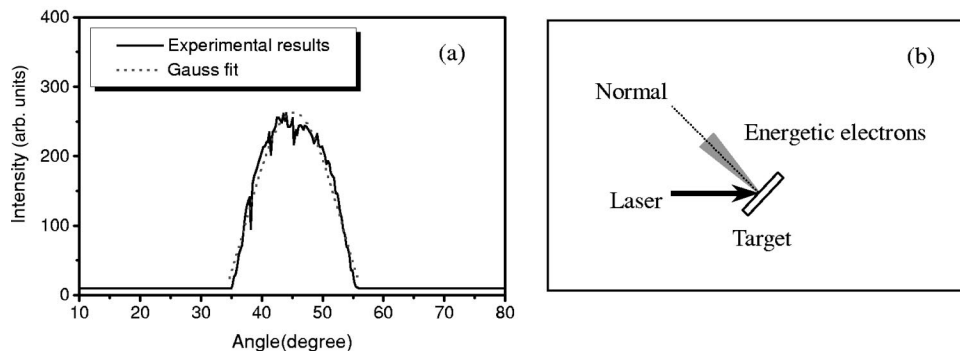 400
300
200
100
0
Intensity (arb. units)
Experimental results
Gauss fit
(a)
10 20 30 40 50 60 70 80
Angle(degree)
(b)
Normal
Energetic electrons
Laser
Target